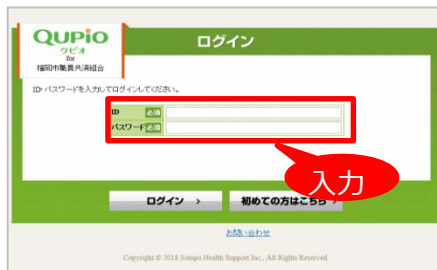 QUPiO
クピオ
for
福岡市職員共済組合
ログイン
ID・パスワードを入力してログインしてください。
ID 必須
パスワード 必須
入力
ログイン ›
初めての方はこちら ›
お問い合わせ
Copyright © 2018 Sompo Health Support Inc., All Rights Reserved.